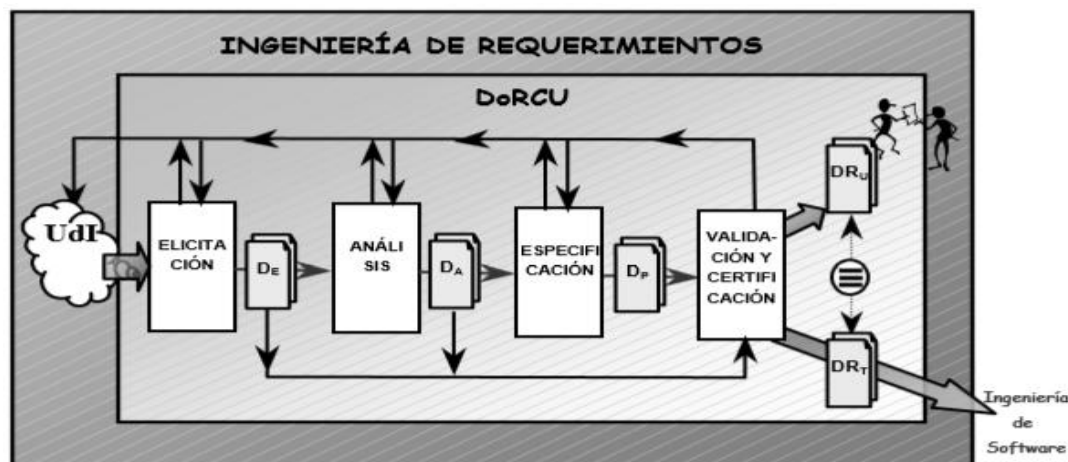 INGENIERÍA DE REQUERIMIENTOS
DoRCU
UdI
ELICITA
CIÓN
DE
ANÁLI
SIS
DA
ESPECIFI
CACIÓN
DP
VALIDA-
CIÓN Y
CERTIFI
CACIÓN
DRU
DRT
Ingeniería
de
Software